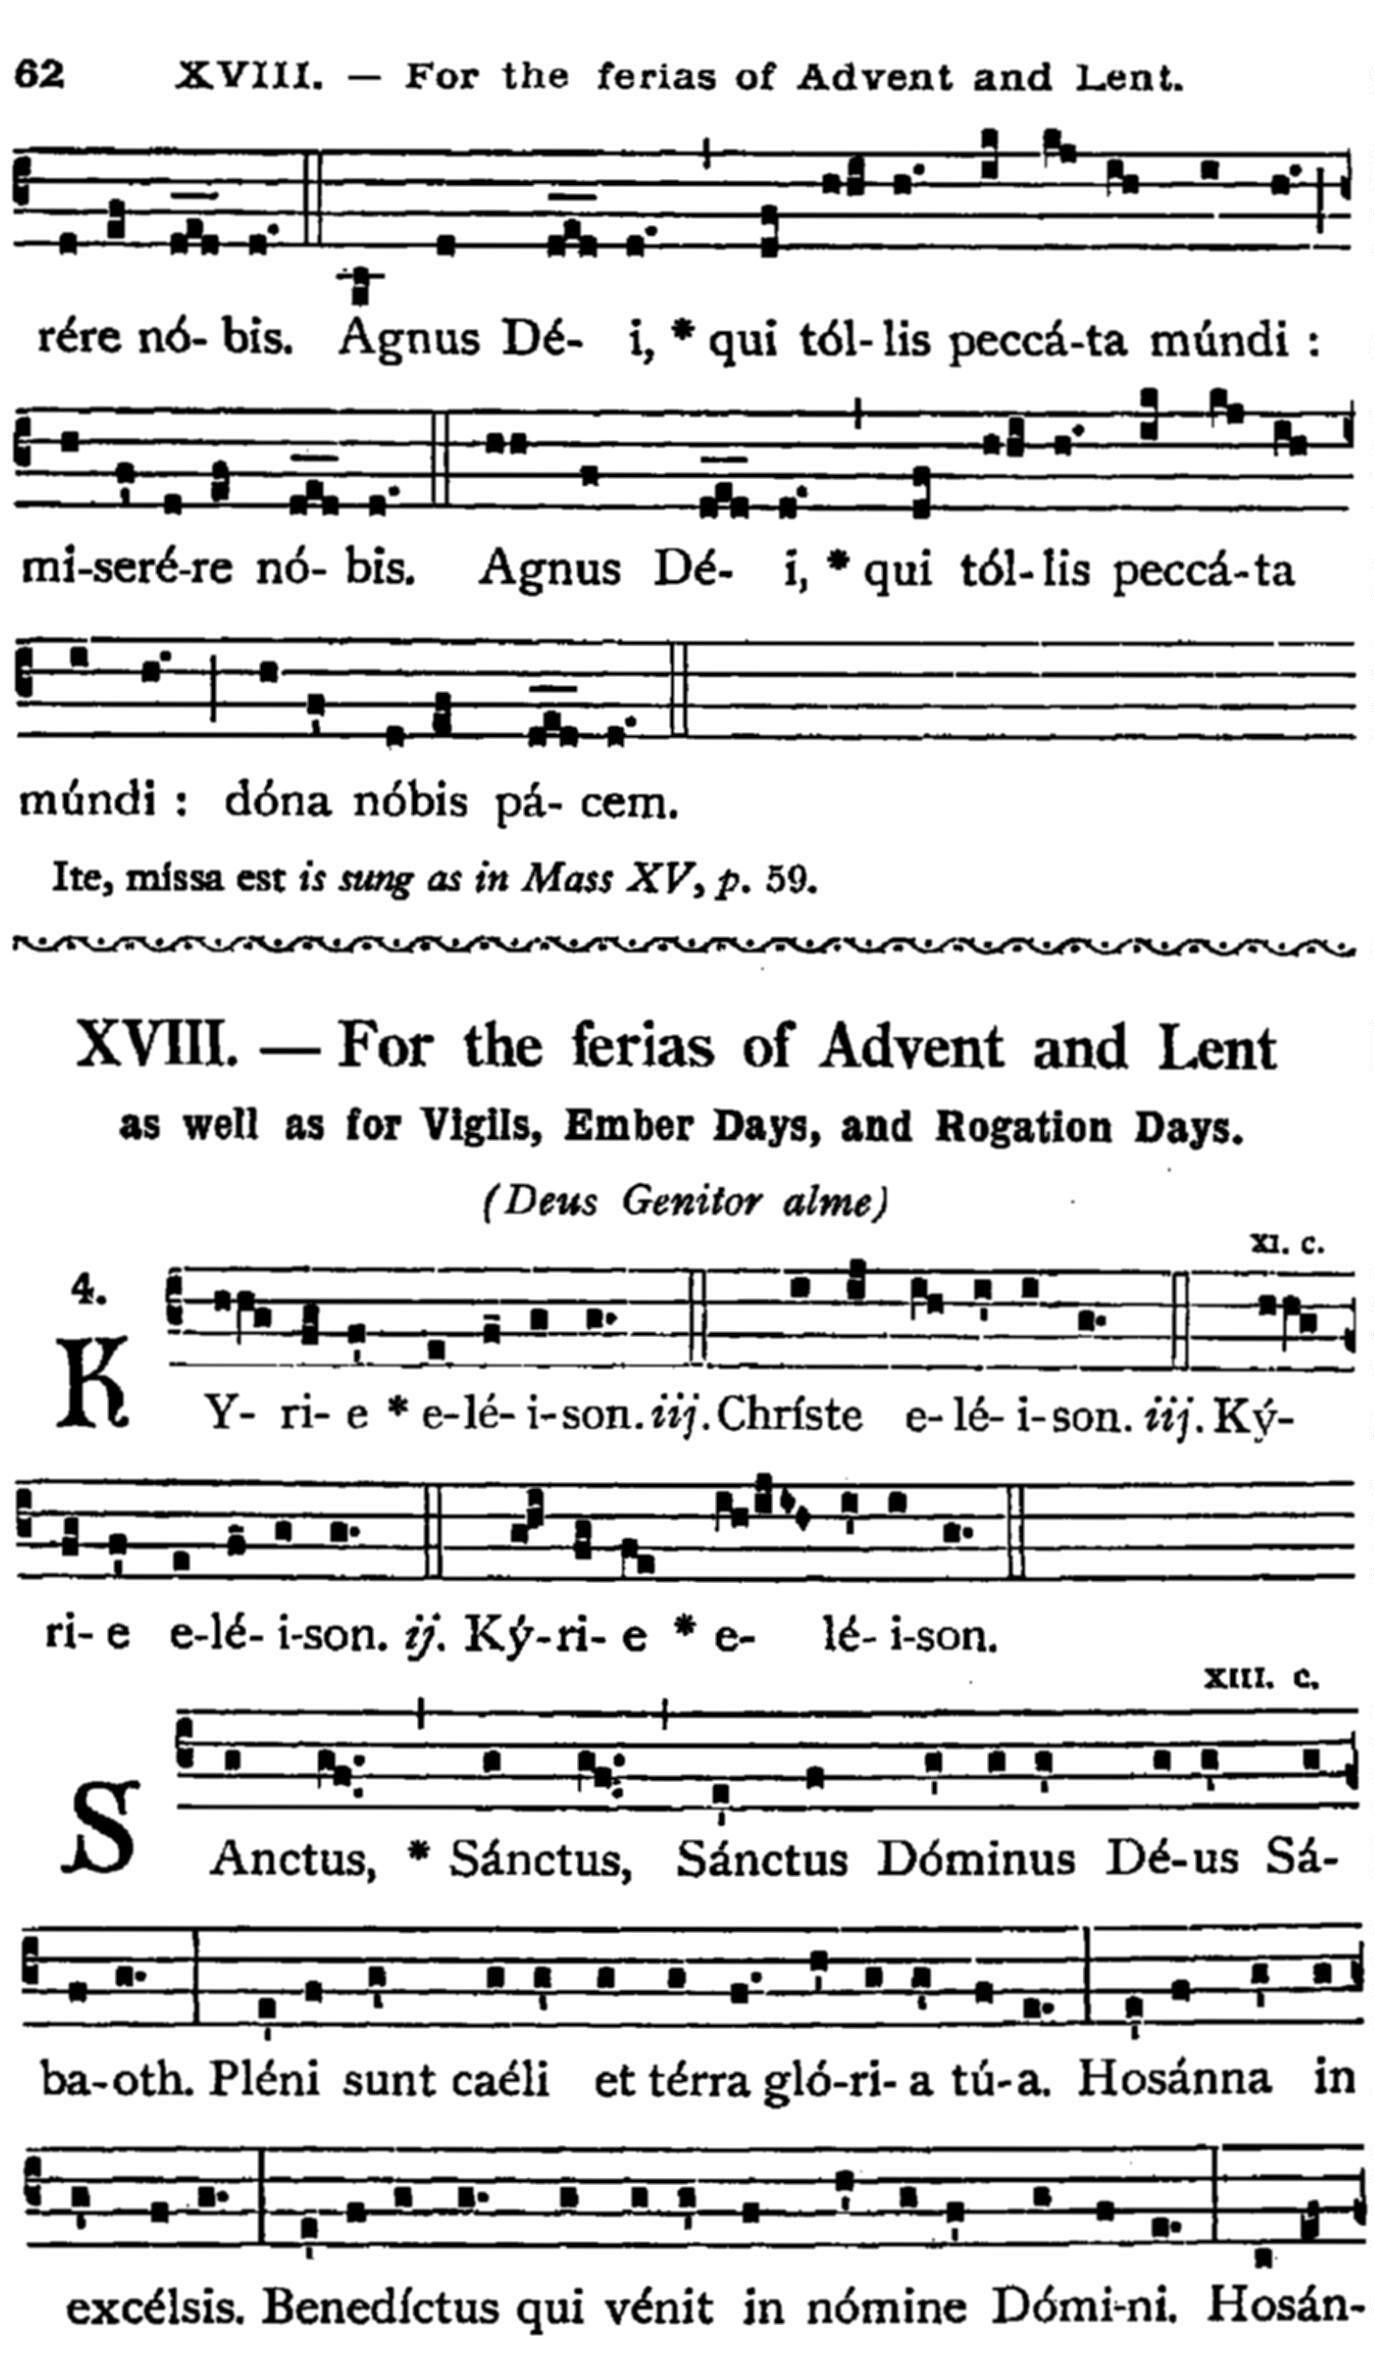 62 XVIII. — For the ferias of Advent and Lent.
rére nó- bis. Agnus Dé- i, * qui tól- lis peccá-ta múndi :
mi-seré-re nó- bis. Agnus Dé- i, * qui tól- lis peccá-ta
múndi : dóna nóbis pá- cem.
Ite, míssa est is sung as in Mass XV, p. 59.
XVIII. — For the ferias of Advent and Lent
as well as for Vigils, Ember Days, and Rogation Days.
(Deus Genitor alme)
XI. C.
4.
KY- ri- e * e-lé- i-son. iij. Chríste e- lé- i-son. iij. Ký-
ri- e e-lé- i-son. ij. Ký-ri- e * e- lé- i-son.
XIII. C.
SAnctus, * Sánctus, Sánctus Dóminus Dé-us Sá-
ba-oth. Pléni sunt caéli et térra gló-ri- a tú-a. Hosánna in
excélsis. Benedíctus qui vénit in nómine Dómi-ni. Hosán-